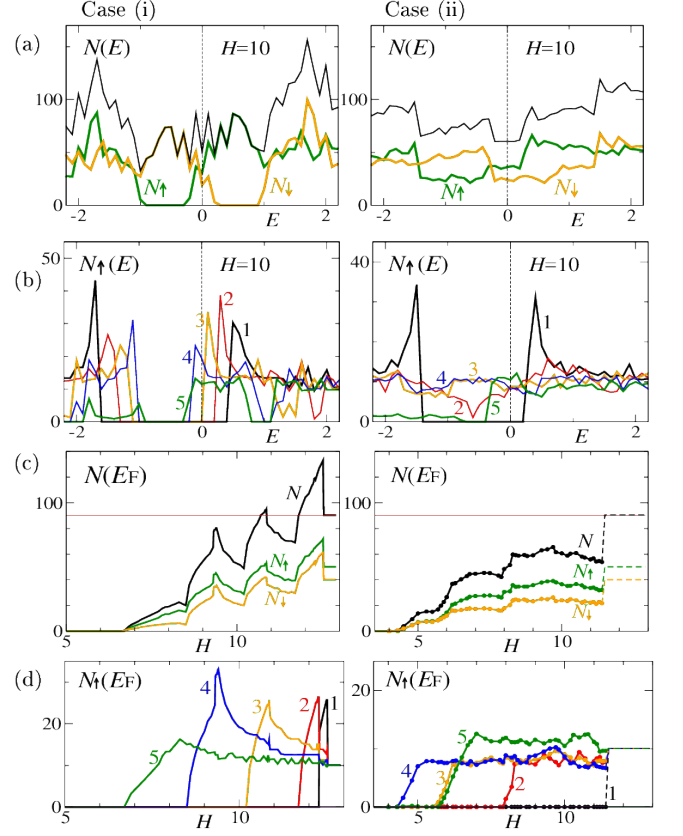 Case (i) Case (ii)
(a) N(E) H=10 N(E) H=10
100 100
N↑ N↓ N↑ N↓
0 0
-2 0 E 2 -2 0 E 2
(b) N↑(E) H=10 N↑(E) H=10
50 40
2 3 1 4 5 1 3 4 2 5
0 0
-2 0 E 2 -2 0 E 2
(c) N(EF) N(EF)
N N
100 100
N↑ N↓ N↑ N↓
0 0
5 H 10 5 H 10
(d) N↑(EF) N↑(EF)
4 3 2 1 5 5 4 3 2 1
20 20
0 0
5 H 10 5 H 10